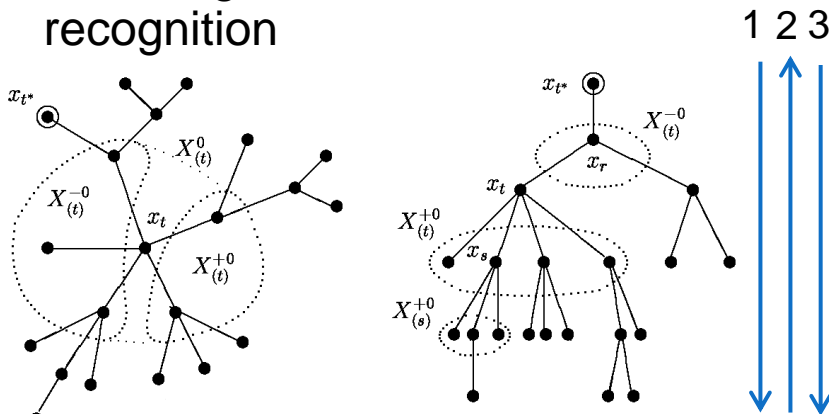 recognition
1 2 3
x_{t*}
X^0_{(t)}
X^{-0}_{(t)}
x_t
X^{+0}_{(t)}
x_{t*}
X^{-0}_{(t)}
x_r
x_t
X^{+0}_{(t)}
x_s
X^{+0}_{(s)}